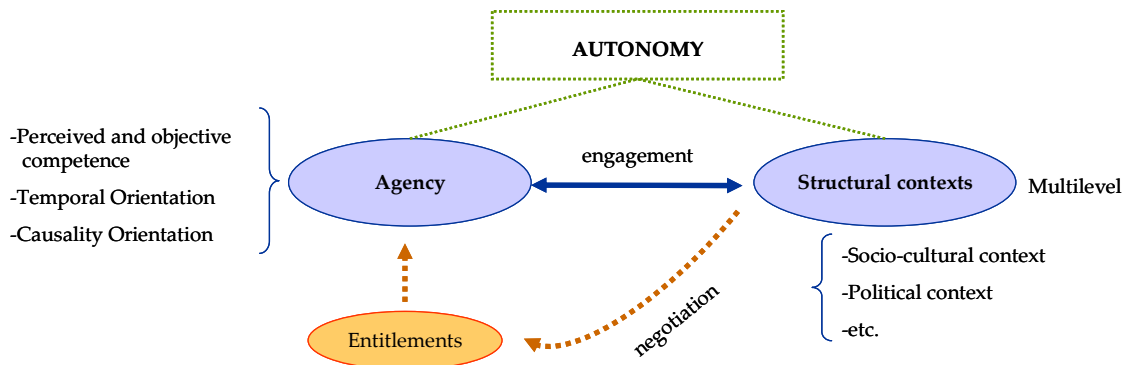 AUTONOMY
-Perceived and objective
competence
-Temporal Orientation
-Causality Orientation
Agency
engagement
Structural contexts
Multilevel
-Socio-cultural context
-Political context
-etc.
negotiation
Entitlements